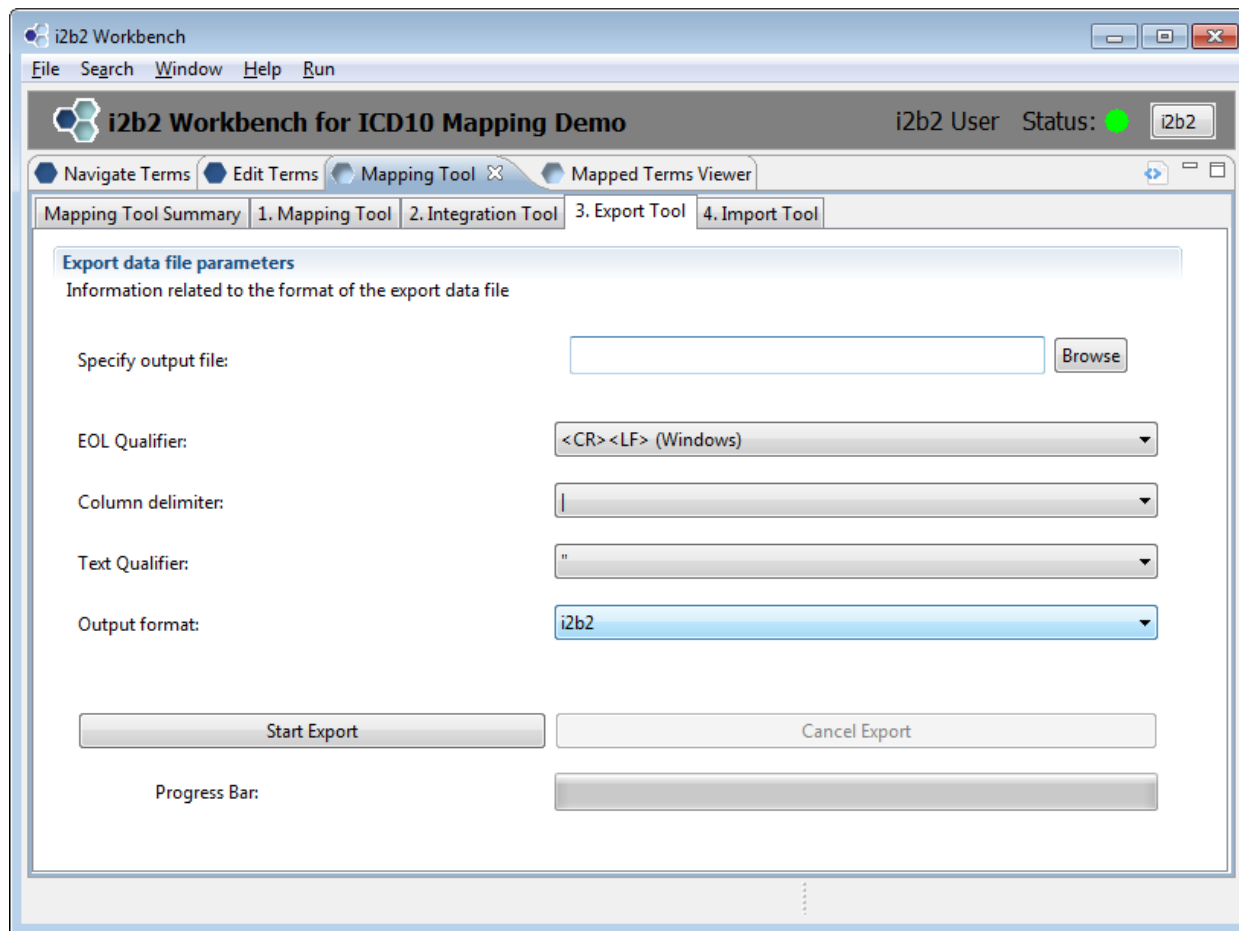 i2b2 Workbench
File Search Window Help Run
i2b2 Workbench for ICD10 Mapping Demo i2b2 User Status: i2b2
Navigate Terms Edit Terms Mapping Tool Mapped Terms Viewer
Mapping Tool Summary 1. Mapping Tool 2. Integration Tool 3. Export Tool 4. Import Tool
Export data file parameters
Information related to the format of the export data file
Specify output file: Browse
EOL Qualifier: <CR><LF> (Windows)
Column delimiter: |
Text Qualifier: "
Output format: i2b2
Start Export Cancel Export
Progress Bar: